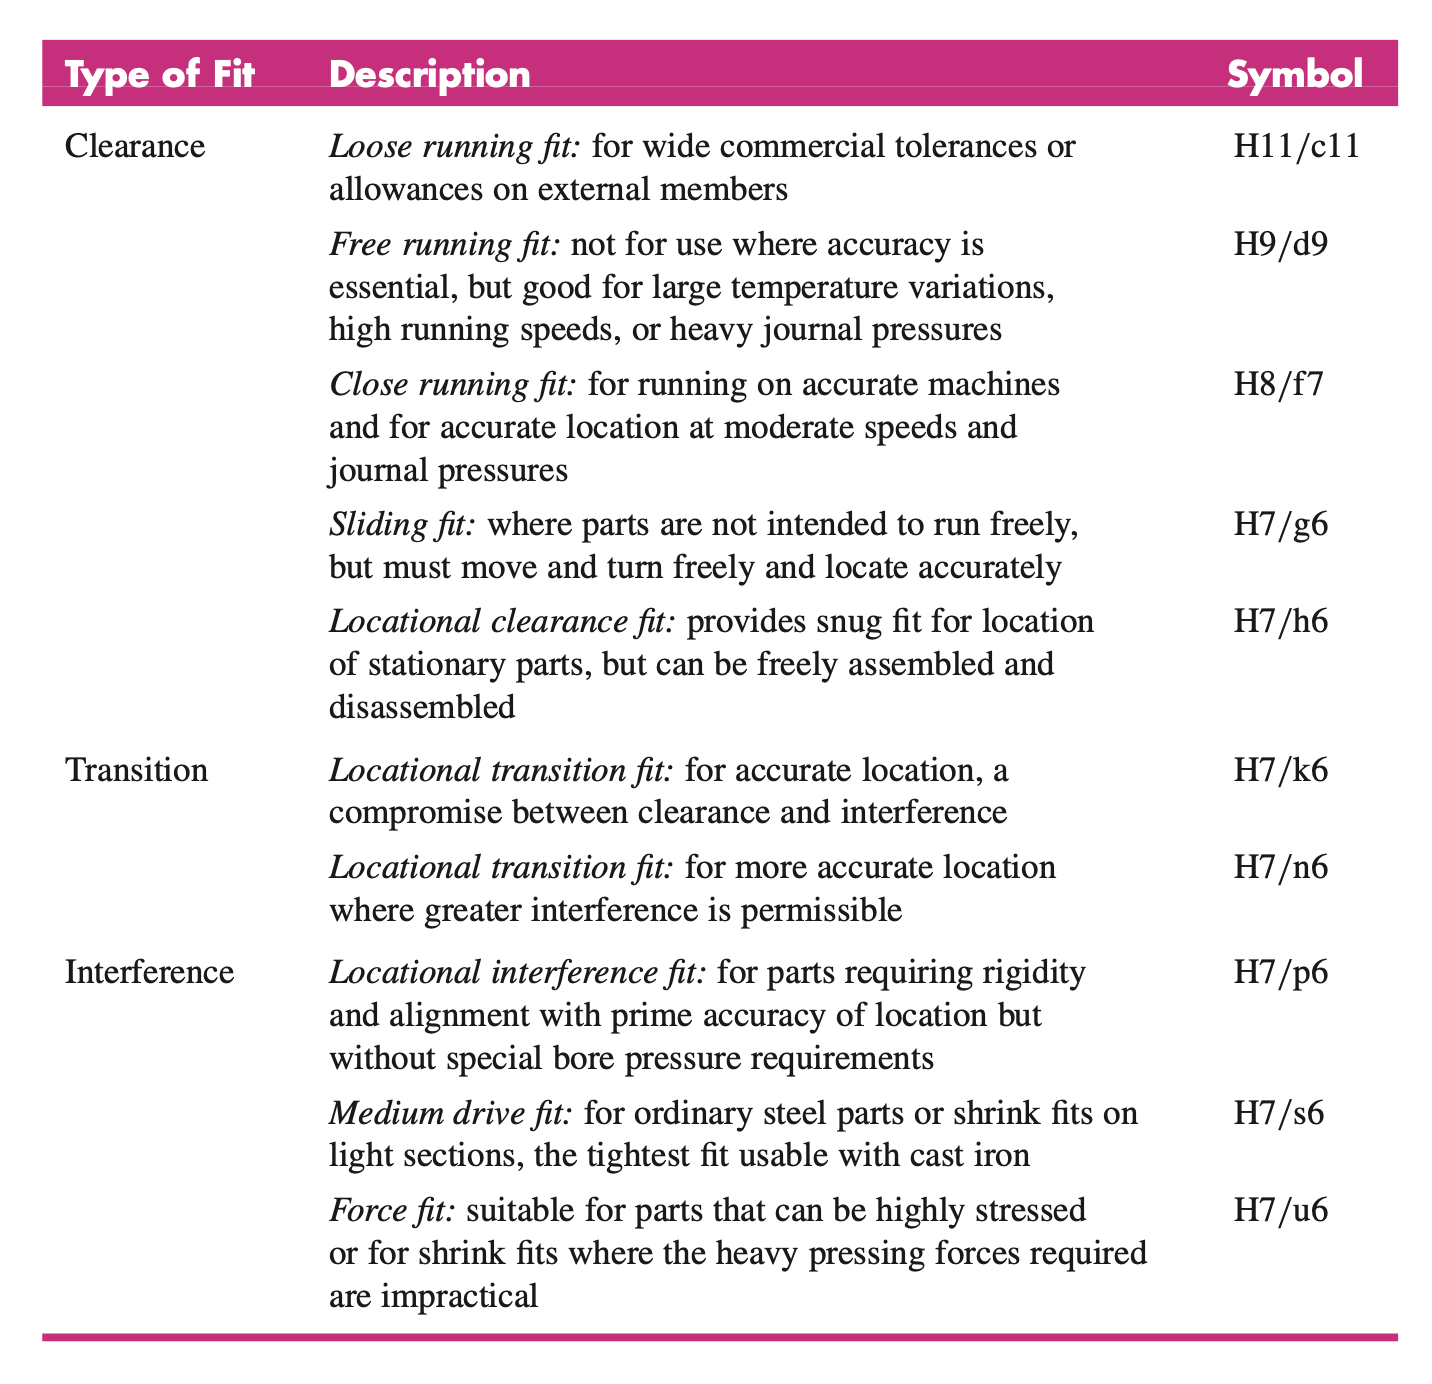 Type of Fit Description Symbol
Clearance Loose running fit: for wide commercial tolerances or H11/c11
allowances on external members
Free running fit: not for use where accuracy is H9/d9
essential, but good for large temperature variations,
high running speeds, or heavy journal pressures
Close running fit: for running on accurate machines H8/f7
and for accurate location at moderate speeds and
journal pressures
Sliding fit: where parts are not intended to run freely, H7/g6
but must move and turn freely and locate accurately
Locational clearance fit: provides snug fit for location H7/h6
of stationary parts, but can be freely assembled and
disassembled
Transition Locational transition fit: for accurate location, a H7/k6
compromise between clearance and interference
Locational transition fit: for more accurate location H7/n6
where greater interference is permissible
Interference Locational interference fit: for parts requiring rigidity H7/p6
and alignment with prime accuracy of location but
without special bore pressure requirements
Medium drive fit: for ordinary steel parts or shrink fits on H7/s6
light sections, the tightest fit usable with cast iron
Force fit: suitable for parts that can be highly stressed H7/u6
or for shrink fits where the heavy pressing forces required
are impractical